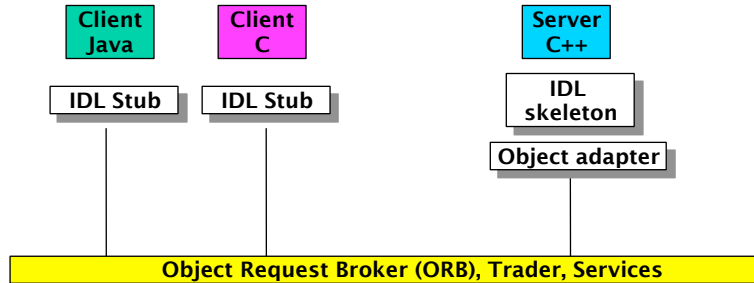 Client
Java
Client
C
Server
C++
IDL Stub
IDL Stub
IDL
skeleton
Object adapter
Object Request Broker (ORB), Trader, Services